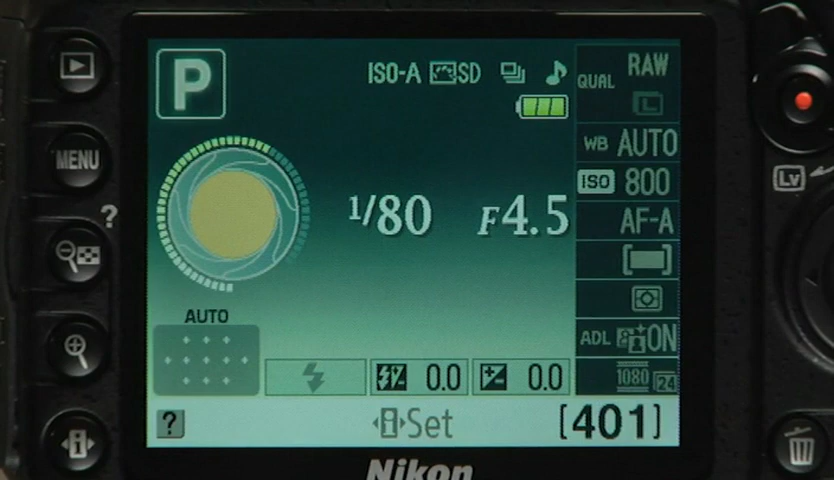 P
ISO-A SD
QUAL RAW
L
MENU
WB AUTO
ISO 800
Lv
?
1/80 F4.5
AF-A
AUTO
ADL ON
0.0 0.0
1080 24
? i Set [401]
i
Nikon